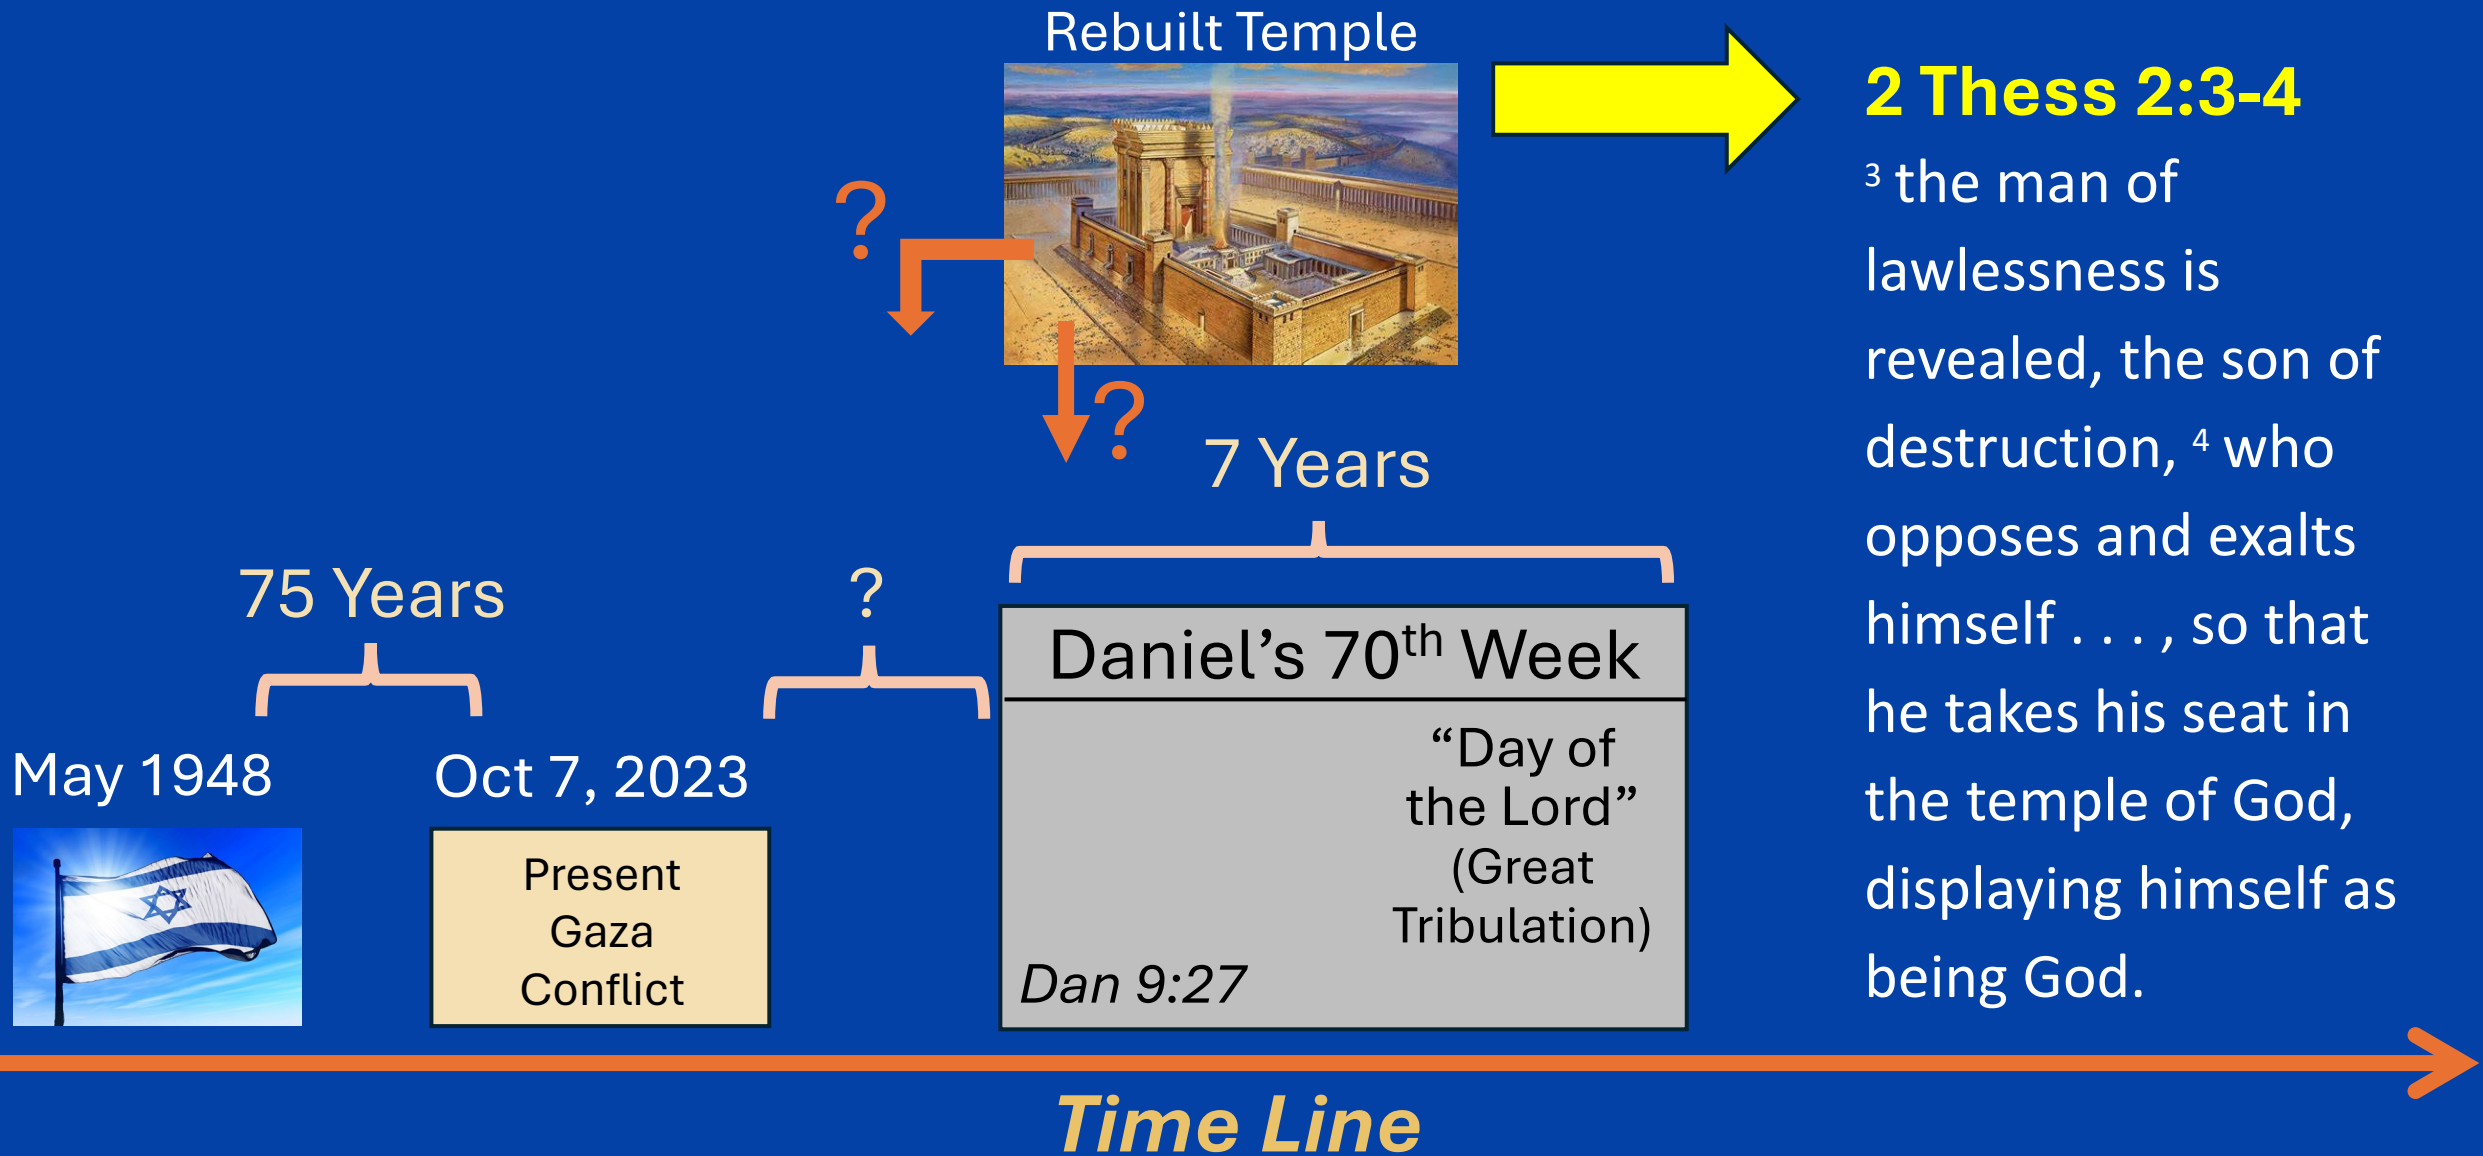 Rebuilt Temple
?
?
7 Years
75 Years
?
May 1948
Oct 7, 2023
Present
Gaza
Conflict
Daniel’s 70th Week
“Day of
the Lord”
(Great
Tribulation)
Dan 9:27
2 Thess 2:3-4
3 the man of
lawlessness is
revealed, the son of
destruction, 4 who
opposes and exalts
himself . . . , so that
he takes his seat in
the temple of God,
displaying himself as
being God.
Time Line